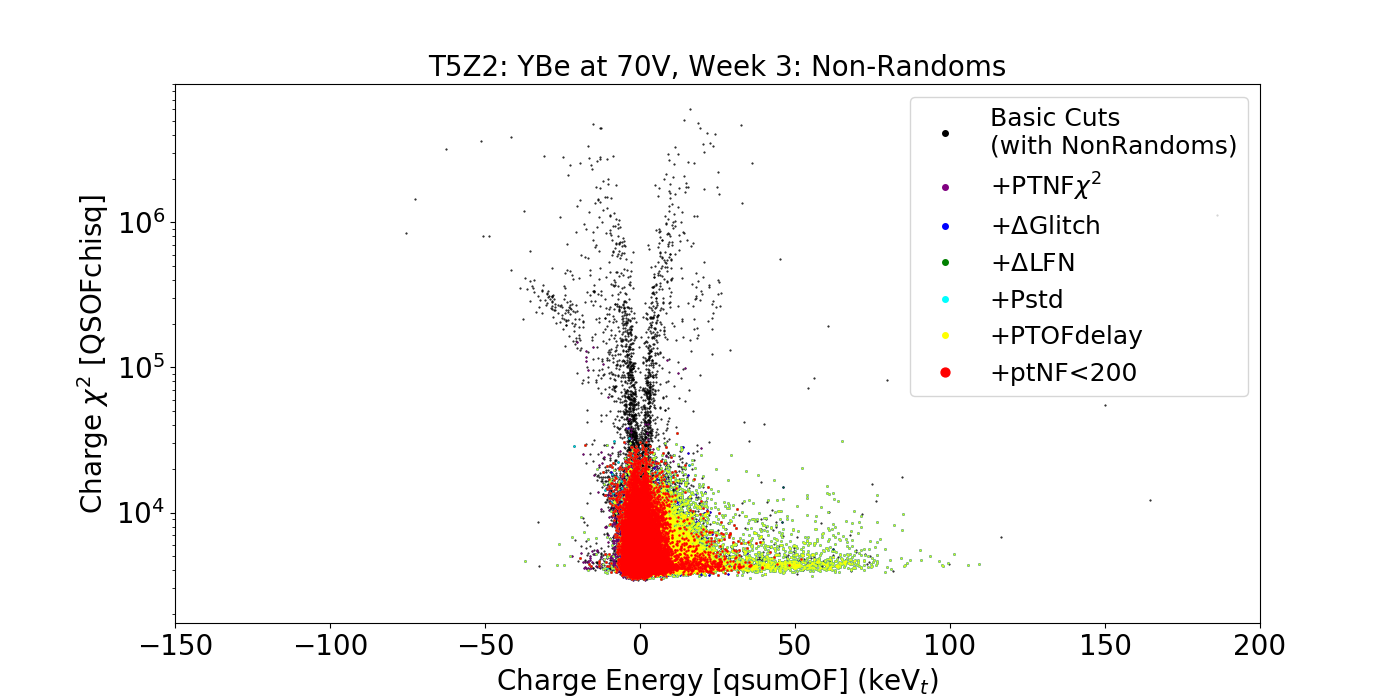 T5Z2: YBe at 70V, Week 3: Non-Randoms
Charge χ² [QSOFchisq]
10⁶
10⁵
10⁴
Basic Cuts
(with NonRandoms)
+PTNFχ²
+ΔGlitch
+ΔLFN
+Pstd
+PTOFdelay
+ptNF<200
−150 −100 −50 0 50 100 150 200
Charge Energy [qsumOF] (keVₜ)